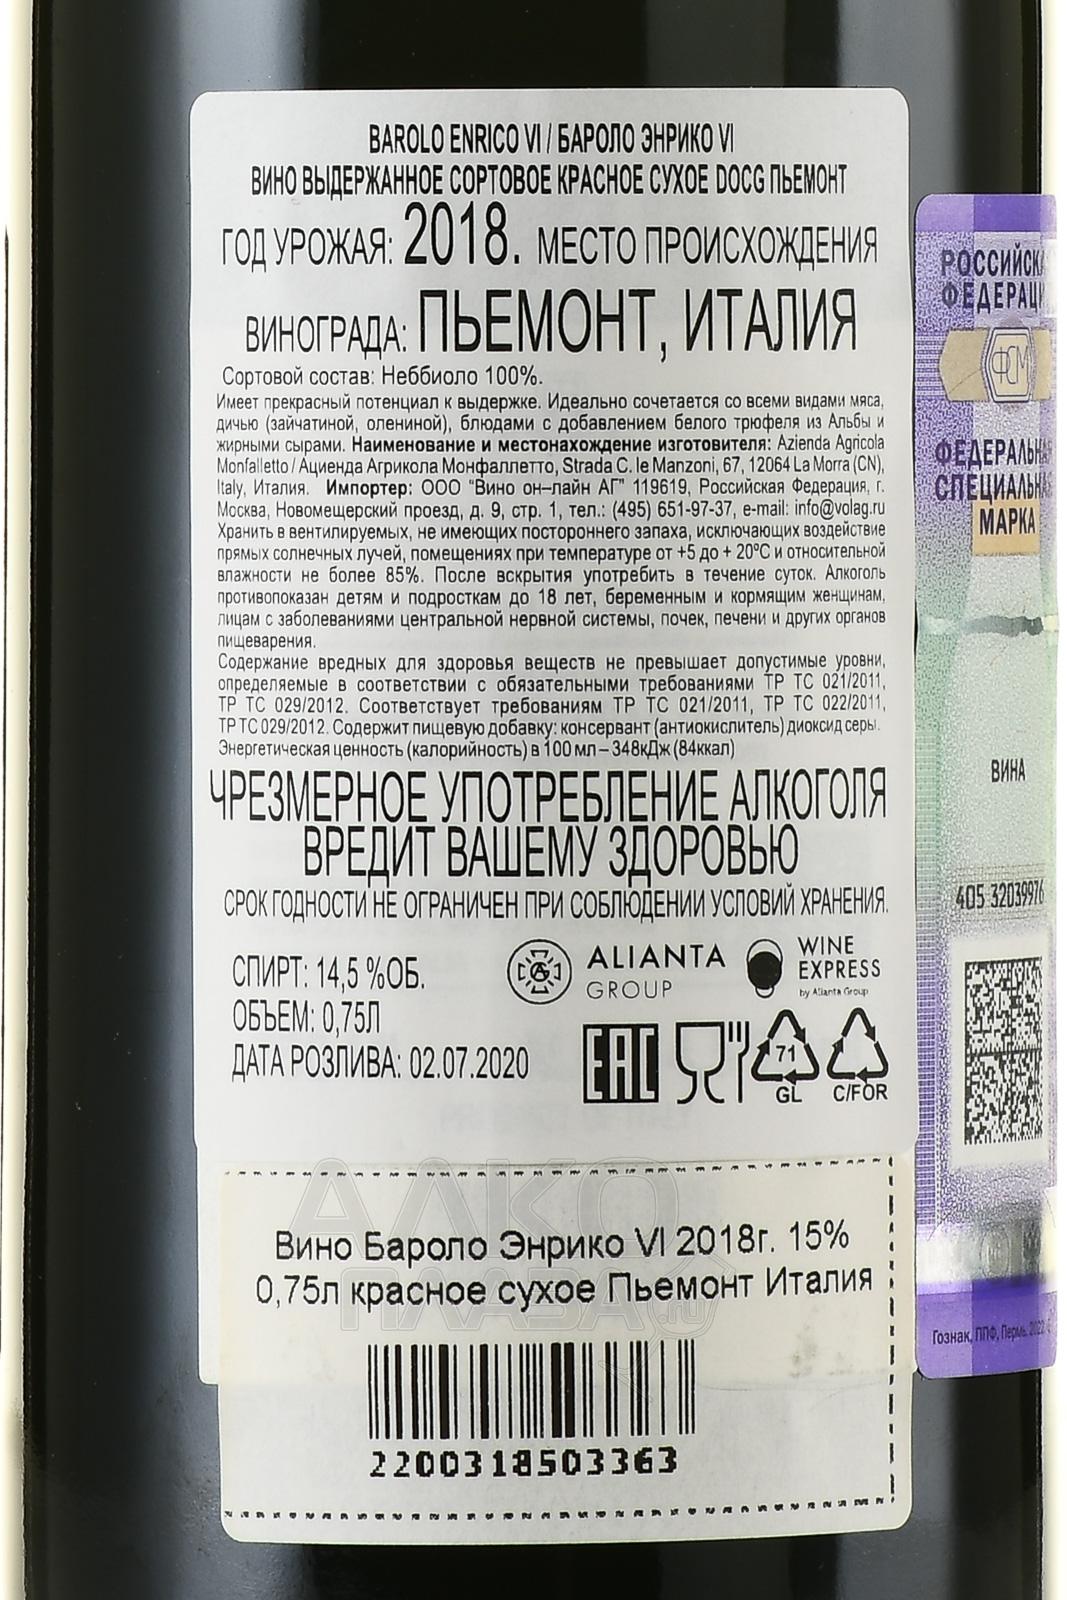 BAROLO ENRICO VI / БАРОЛО ЭНРИКО VI
ВИНО ВЫДЕРЖАННОЕ СОРТОВОЕ КРАСНОЕ СУХОЕ DOCG ПЬЕМОНТ
ГОД УРОЖАЯ: 2018. МЕСТО ПРОИСХОЖДЕНИЯ
ВИНОГРАДА: ПЬЕМОНТ, ИТАЛИЯ
Сортовой состав: Неббиоло 100%.
Имеет прекрасный потенциал к выдержке. Идеально сочетается со всеми видами мяса,
дичью (зайчатиной, олениной), блюдами с добавлением белого трюфеля из Альбы и
жирными сырами. Наименование и местонахождение изготовителя: Azienda Agricola
Monfalletto / Ациенда Агрикола Монфаллетто, Strada C. le Manzoni, 67, 12064 La Morra (CN),
Italy, Италия. Импортер: ООО "Вино он–лайн АГ" 119619, Российская Федерация, г.
Москва, Новомещерский проезд, д. 9, стр. 1, тел.: (495) 651-97-37, e-mail: info@volag.ru
Хранить в вентилируемых, не имеющих постороннего запаха, исключающих воздействие
прямых солнечных лучей, помещениях при температуре от +5 до + 20ºС и относительной
влажности не более 85%. После вскрытия употребить в течение суток. Алкоголь
противопоказан детям и подросткам до 18 лет, беременным и кормящим женщинам,
лицам с заболеваниями центральной нервной системы, почек, печени и других органов
пищеварения.
Содержание вредных для здоровья веществ не превышает допустимые уровни,
определяемые в соответствии с обязательными требованиями ТР ТС 021/2011,
ТР ТС 029/2012. Соответствует требованиям ТР ТС 021/2011, ТР ТС 022/2011,
ТР ТС 029/2012. Содержит пищевую добавку: консервант (антиокислитель) диоксид серы.
Энергетическая ценность (калорийность) в 100 мл – 348кДж (84ккал)
ЧРЕЗМЕРНОЕ УПОТРЕБЛЕНИЕ АЛКОГОЛЯ
ВРЕДИТ ВАШЕМУ ЗДОРОВЬЮ
СРОК ГОДНОСТИ НЕ ОГРАНИЧЕН ПРИ СОБЛЮДЕНИИ УСЛОВИЙ ХРАНЕНИЯ.
СПИРТ: 14,5 %ОБ.
ОБЪЕМ: 0,75Л
ДАТА РОЗЛИВА: 02.07.2020
ALIANTA
GROUP
WINE
EXPRESS
by Alianta Group
EAC
71
GL
C/FOR
Вино Бароло Энрико VI 2018г. 15%
0,75л красное сухое Пьемонт Италия
2200318503363
АЛКО
ПЛАЗА.ru
РОССИЙСКА
ФЕДЕРАЦИ
ФСМ
ФЕДЕРАЛЬНАЯ
СПЕЦИАЛЬНАЯ
МАРКА
ВИНА
405 32039976
Гознак, ППФ, Пермь, 2022